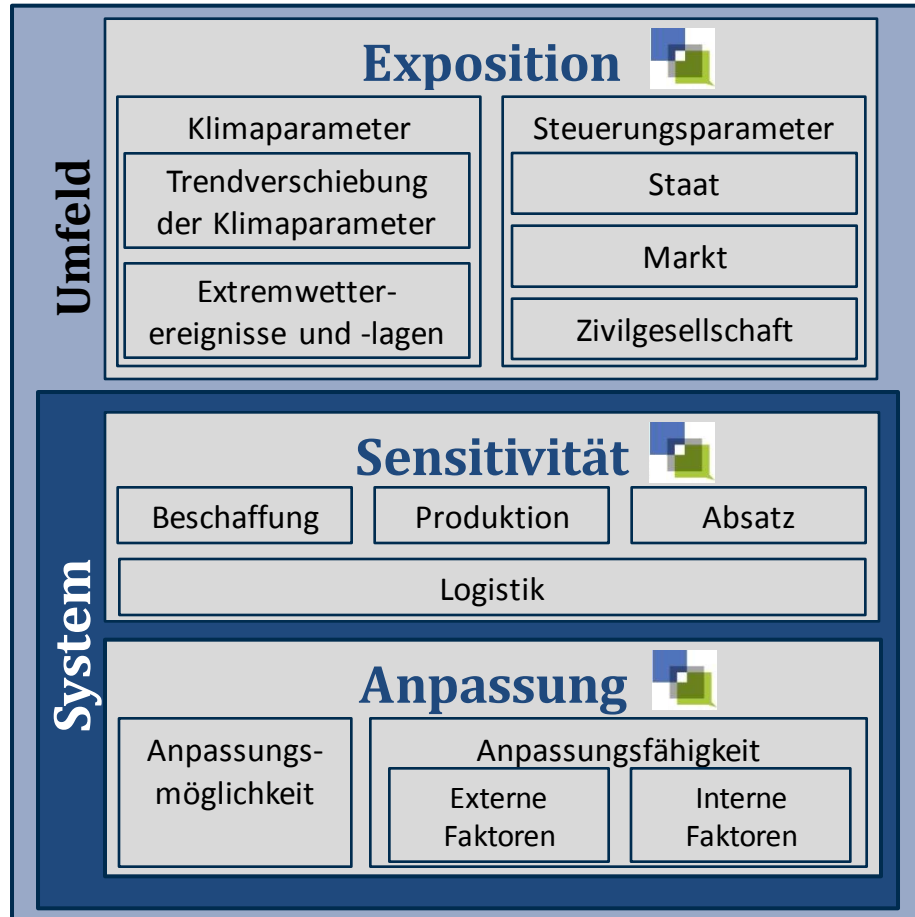 Umfeld
Exposition
Klimaparameter
Trendverschiebung
der Klimaparameter
Extremwetter-
ereignisse und -lagen
Steuerungsparameter
Staat
Markt
Zivilgesellschaft
System
Sensitivität
Beschaffung
Produktion
Absatz
Logistik
Anpassung
Anpassungs-
möglichkeit
Anpassungsfähigkeit
Externe
Faktoren
Interne
Faktoren